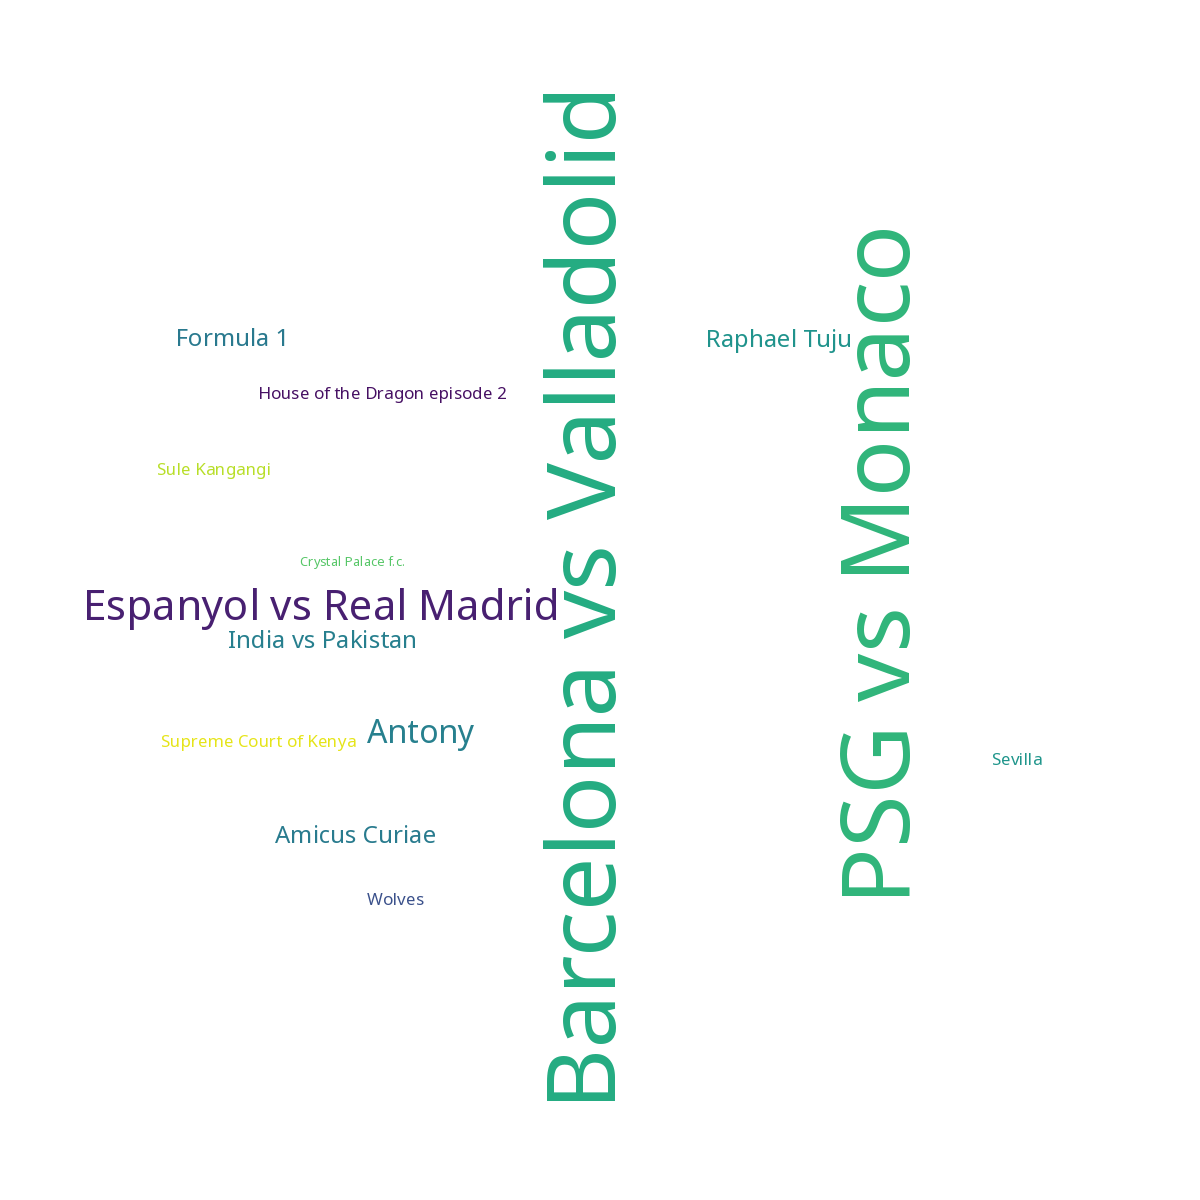 Barcelona vs Valladolid
PSG vs Monaco
Formula 1
Raphael Tuju
House of the Dragon episode 2
Sule Kangangi
Crystal Palace f.c.
Espanyol vs Real Madrid
India vs Pakistan
Antony
Supreme Court of Kenya
Sevilla
Amicus Curiae
Wolves